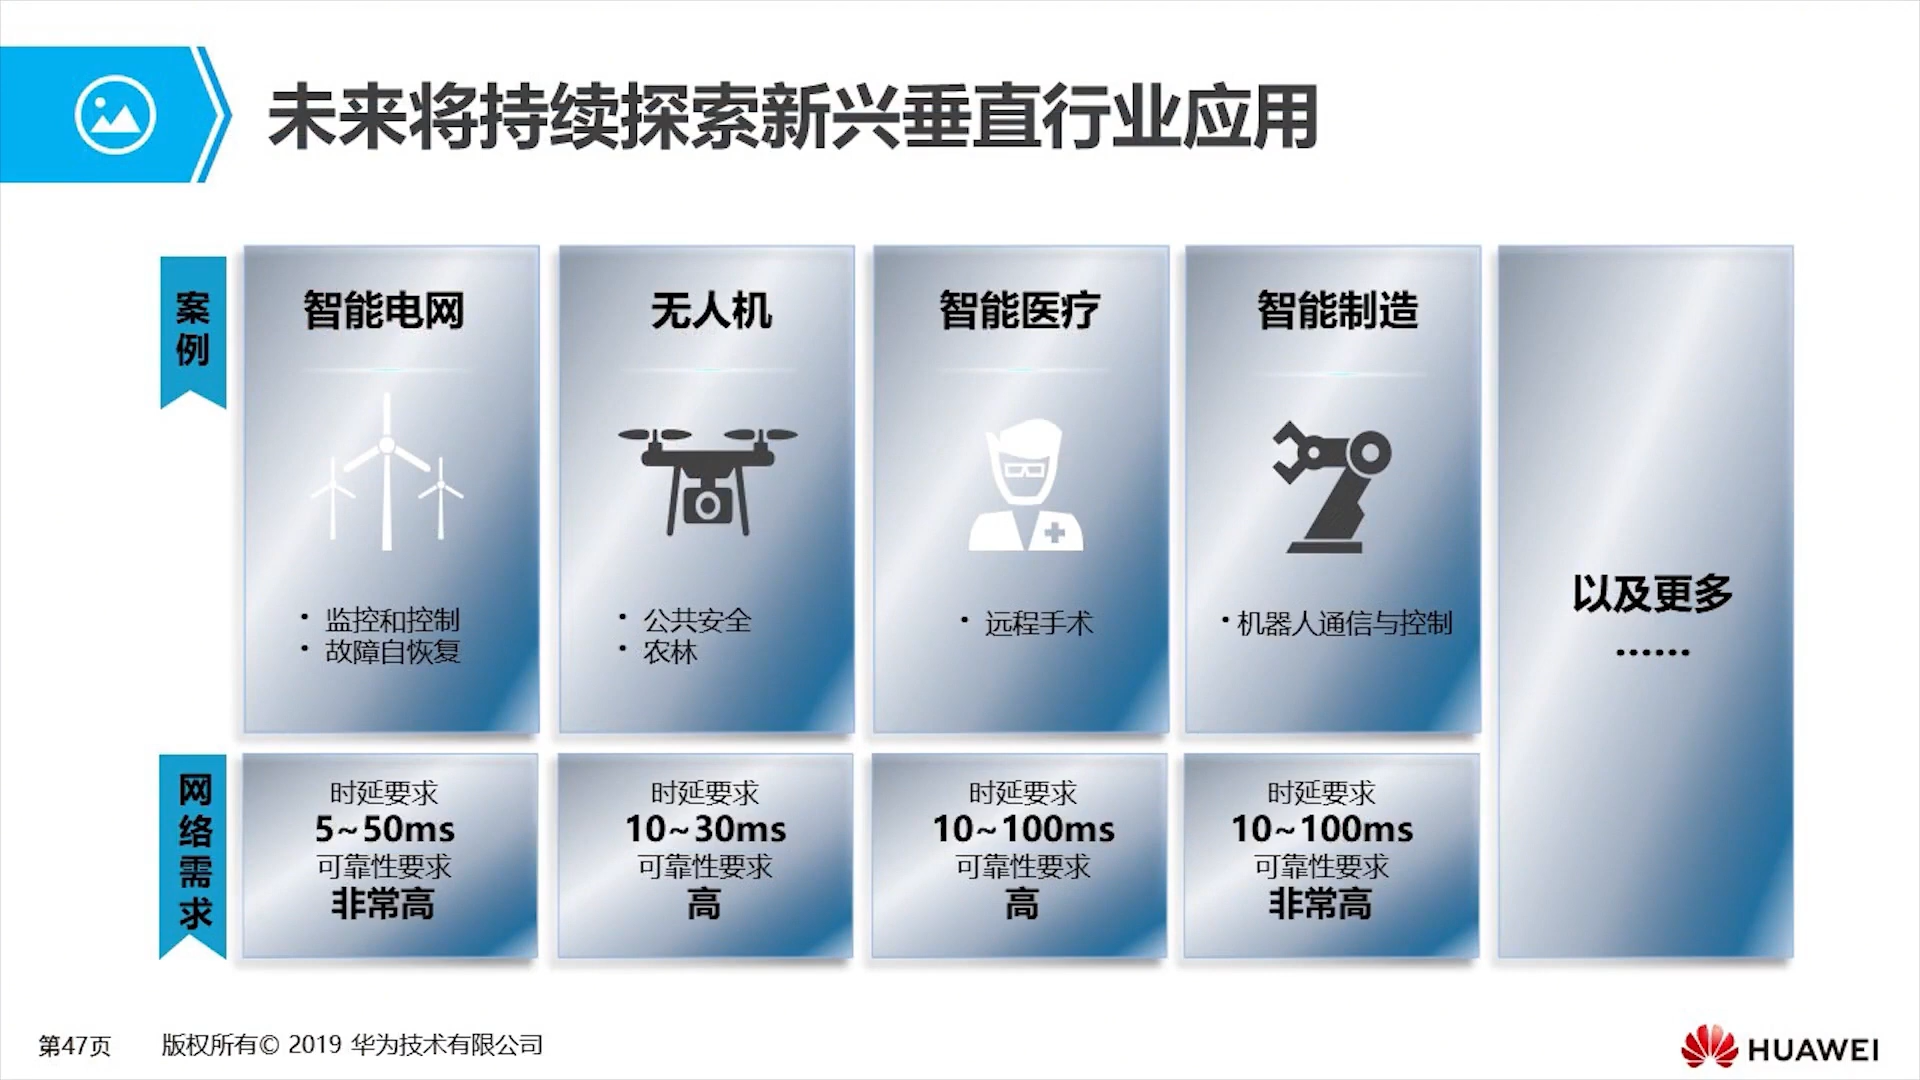 未来将持续探索新兴垂直行业应用
案例
智能电网
• 监控和控制
• 故障自恢复
无人机
• 公共安全
• 农林
智能医疗
• 远程手术
智能制造
• 机器人通信与控制
以及更多
……
网络需求
时延要求
5~50ms
可靠性要求
非常高
时延要求
10~30ms
可靠性要求
高
时延要求
10~100ms
可靠性要求
高
时延要求
10~100ms
可靠性要求
非常高
第47页
版权所有© 2019 华为技术有限公司
HUAWEI